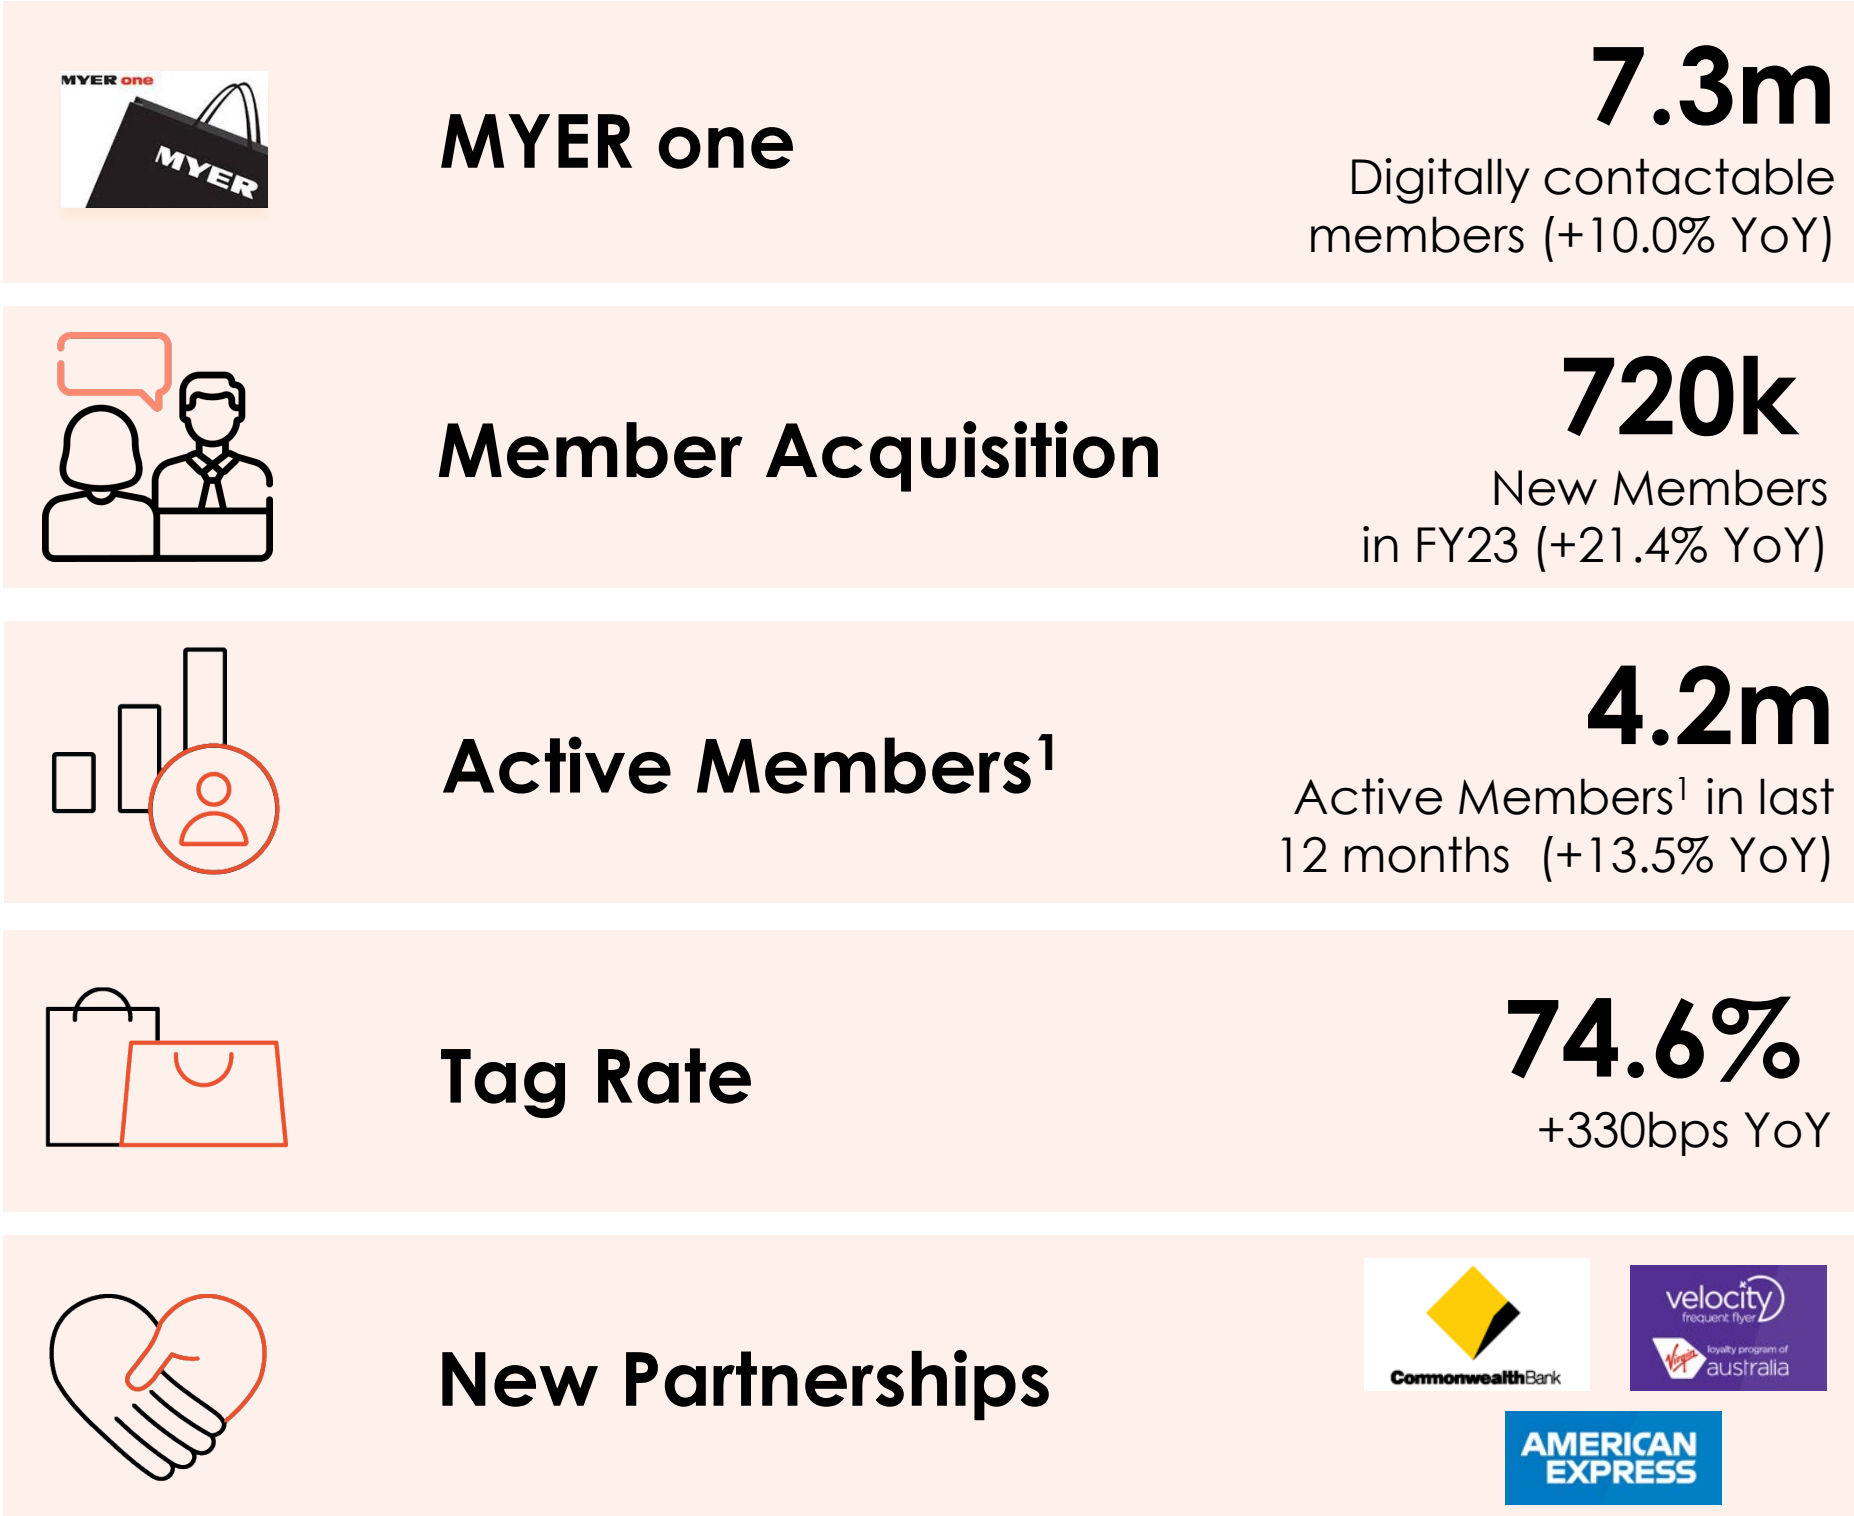 MYER one
MYER
MYER one
7.3m
Digitally contactable
members (+10.0% YoY)
Member Acquisition
720k
New Members
in FY23 (+21.4% YoY)
Active Members¹
4.2m
Active Members¹ in last
12 months (+13.5% YoY)
Tag Rate
74.6%
+330bps YoY
New Partnerships
CommonwealthBank
velocity
frequent flyer
Virgin
loyalty program of
australia
AMERICAN
EXPRESS